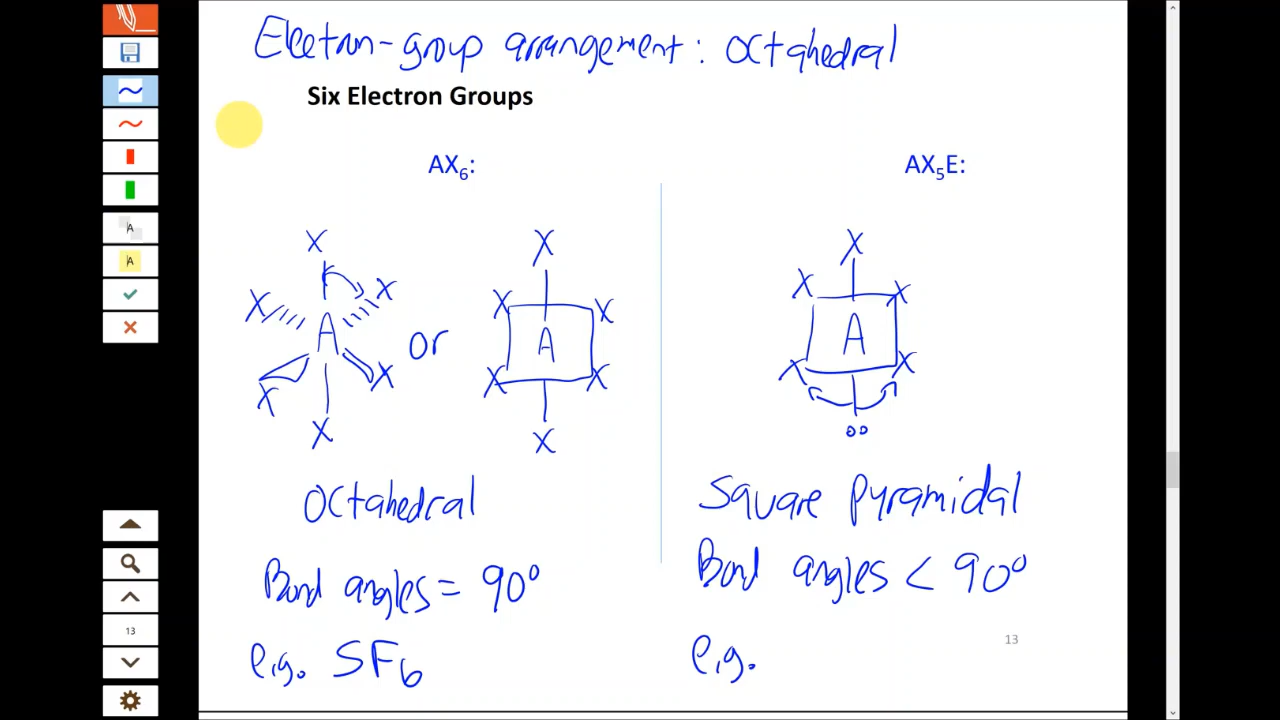 Electron-group arrangement: Octahedral
Six Electron Groups
AX₆:
AX₅E:
X
X X
A
X X
X
or
X
X X
A
X X
X
X
X X
A
X X
Octahedral
Bond angles = 90°
e.g. SF₆
Square pyramidal
Bond angles < 90°
e.g.
13
13
A
A